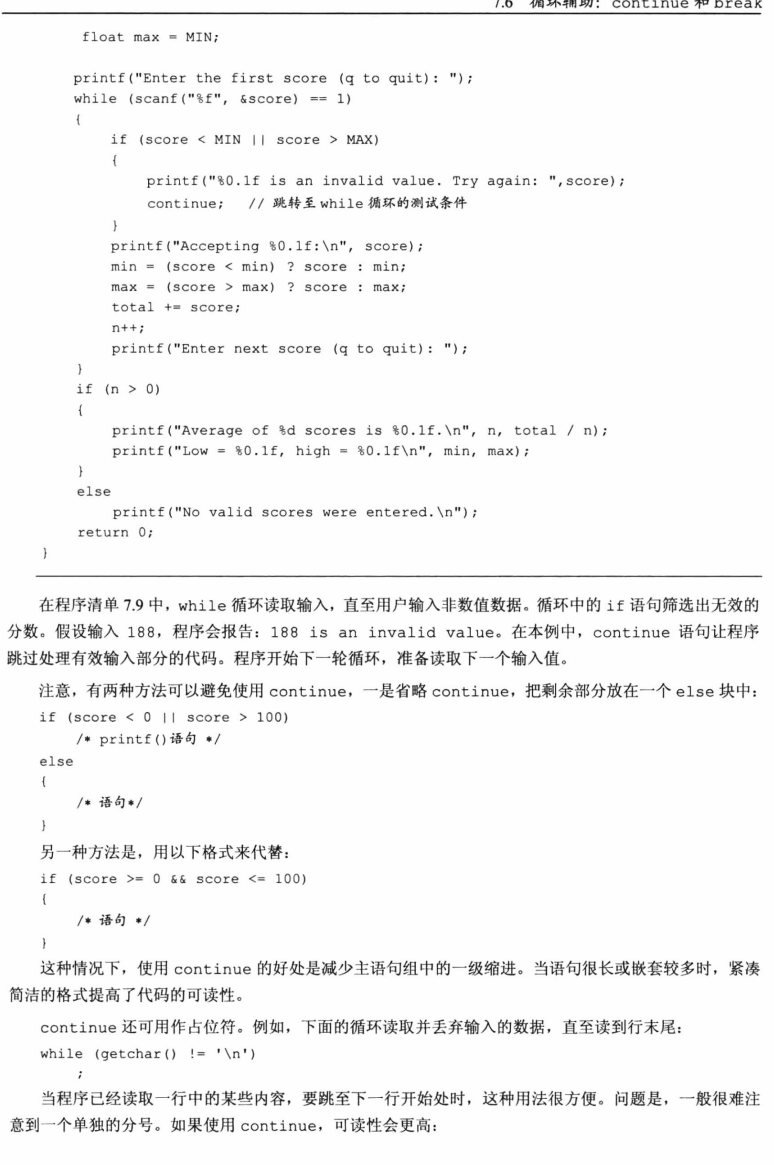 7.6 循环辅助：continue 和 break
float max = MIN;
printf("Enter the first score (q to quit): ");
while (scanf("%f", &score) == 1)
{
if (score < MIN || score > MAX)
{
printf("%0.1f is an invalid value. Try again: ",score);
continue; // 跳转至while循环的测试条件
}
printf("Accepting %0.1f:\n", score);
min = (score < min) ? score : min;
max = (score > max) ? score : max;
total += score;
n++;
printf("Enter next score (q to quit): ");
}
if (n > 0)
{
printf("Average of %d scores is %0.1f.\n", n, total / n);
printf("Low = %0.1f, high = %0.1f\n", min, max);
}
else
printf("No valid scores were entered.\n");
return 0;
}
在程序清单 7.9 中，while 循环读取输入，直至用户输入非数值数据。循环中的 if 语句筛选出无效的
分数。假设输入 188，程序会报告：188 is an invalid value。在本例中，continue 语句让程序
跳过处理有效输入部分的代码。程序开始下一轮循环，准备读取下一个输入值。
注意，有两种方法可以避免使用 continue，一是省略 continue，把剩余部分放在一个 else 块中：
if (score < 0 || score > 100)
/* printf()语句 */
else
{
/* 语句*/
}
另一种方法是，用以下格式来代替：
if (score >= 0 && score <= 100)
{
/* 语句 */
}
这种情况下，使用 continue 的好处是减少主语句组中的一级缩进。当语句很长或嵌套较多时，紧凑
简洁的格式提高了代码的可读性。
continue 还可用作占位符。例如，下面的循环读取并丢弃输入的数据，直至读到行末尾：
while (getchar() != '\n')
;
当程序已经读取一行中的某些内容，要跳至下一行开始处时，这种用法很方便。问题是，一般很难注
意到一个单独的分号。如果使用 continue，可读性会更高：